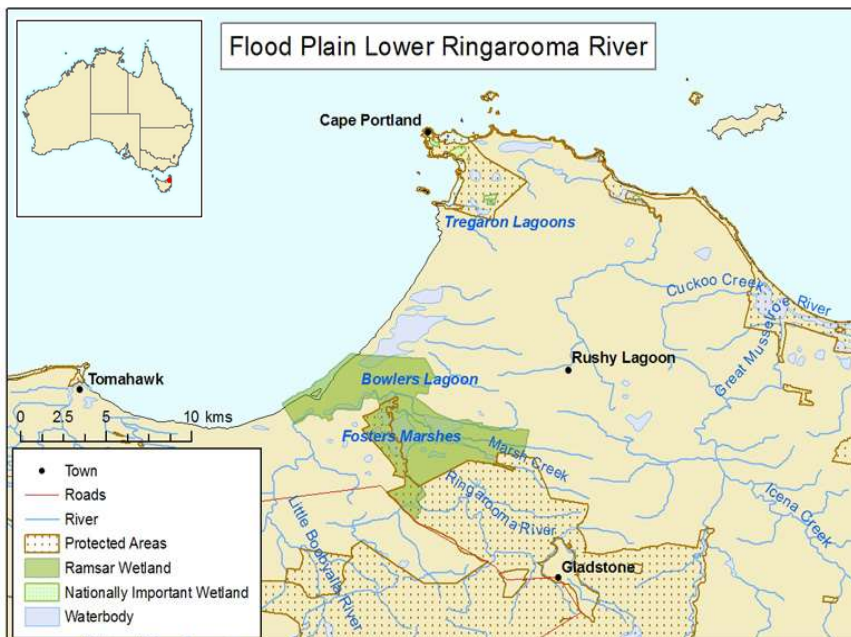 Flood Plain Lower Ringarooma River
Cape Portland
Tregaron Lagoons
Cuckoo Creek
Great Musselroe River
Rushy Lagoon
Tomahawk
Bowlers Lagoon
0 2.5 5 10 kms
Fosters Marshes
Marsh Creek
Ringarooma River
Icena Creek
Little Boobyalla River
Gladstone
Town
Roads
River
Protected Areas
Ramsar Wetland
Nationally Important Wetland
Waterbody